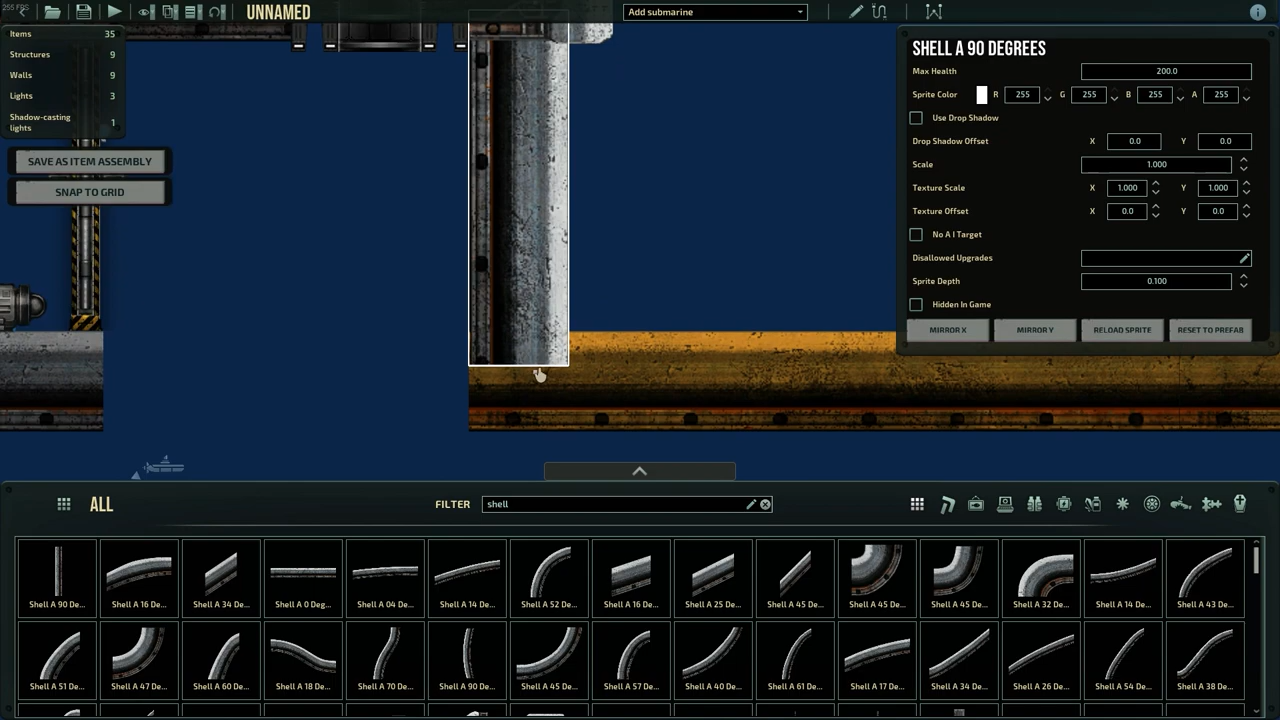 255 FPS
UNNAMED
Add submarine
Items 35
Structures 9
Walls 9
Lights 3
Shadow-casting
lights 1
SAVE AS ITEM ASSEMBLY
SNAP TO GRID
SHELL A 90 DEGREES
Max Health 200.0
Sprite Color R 255 G 255 B 255 A 255
Use Drop Shadow
Drop Shadow Offset X 0.0 Y 0.0
Scale 1.000
Texture Scale X 1.000 Y 1.000
Texture Offset X 0.0 Y 0.0
No A I Target
Disallowed Upgrades
Sprite Depth 0.100
Hidden In Game
MIRROR X MIRROR Y RELOAD SPRITE RESET TO PREFAB
ALL FILTER shell
Shell A 90 De... Shell A 16 De... Shell A 34 De... Shell A 0 Deg... Shell A 04 De... Shell A 14 De... Shell A 52 De... Shell A 16 De... Shell A 25 De... Shell A 45 De... Shell A 45 De... Shell A 45 De... Shell A 32 De... Shell A 14 De... Shell A 43 De...
Shell A 51 De... Shell A 47 De... Shell A 60 De... Shell A 18 De... Shell A 70 De... Shell A 90 De... Shell A 45 De... Shell A 57 De... Shell A 40 De... Shell A 61 De... Shell A 17 De... Shell A 34 De... Shell A 26 De... Shell A 54 De... Shell A 38 De...